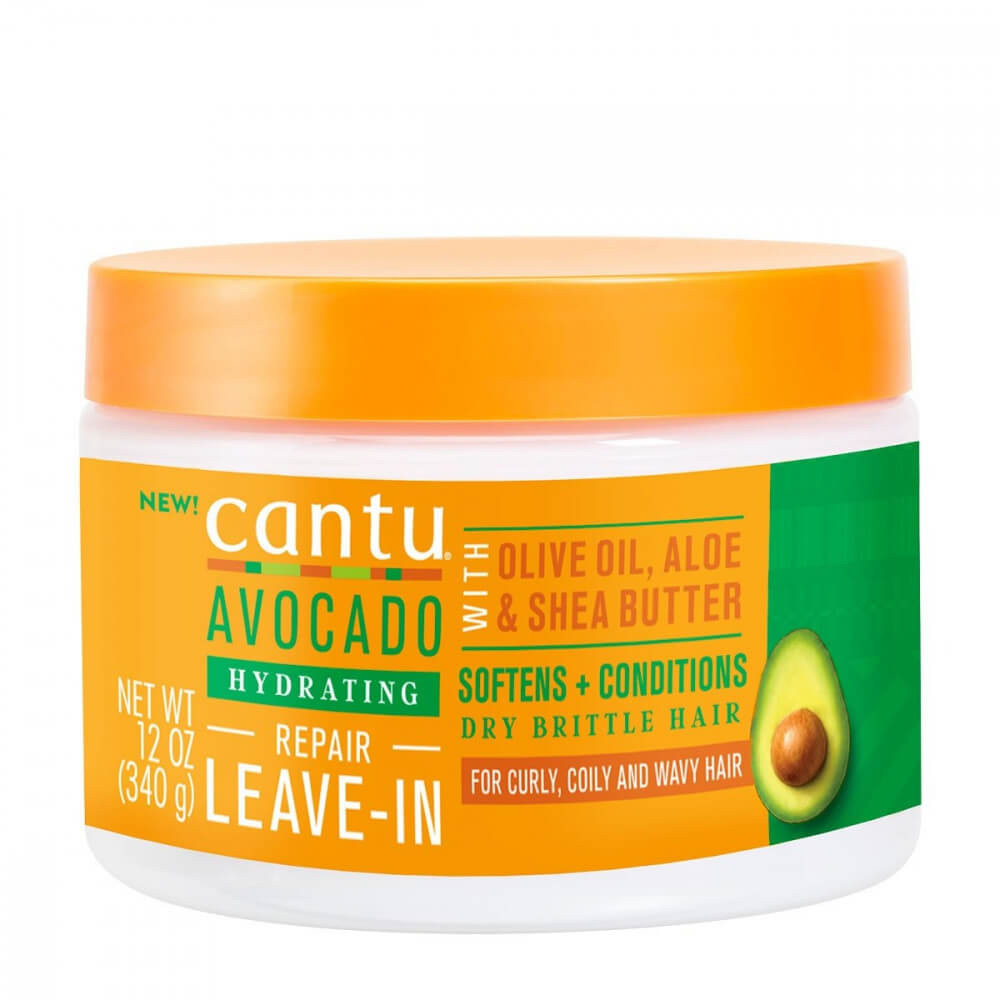 NEW!
cantu®
AVOCADO
HYDRATING
REPAIR
LEAVE-IN
NET WT
12 OZ
(340 g)
WITH
OLIVE OIL, ALOE
& SHEA BUTTER
SOFTENS + CONDITIONS
DRY BRITTLE HAIR
FOR CURLY, COILY AND WAVY HAIR